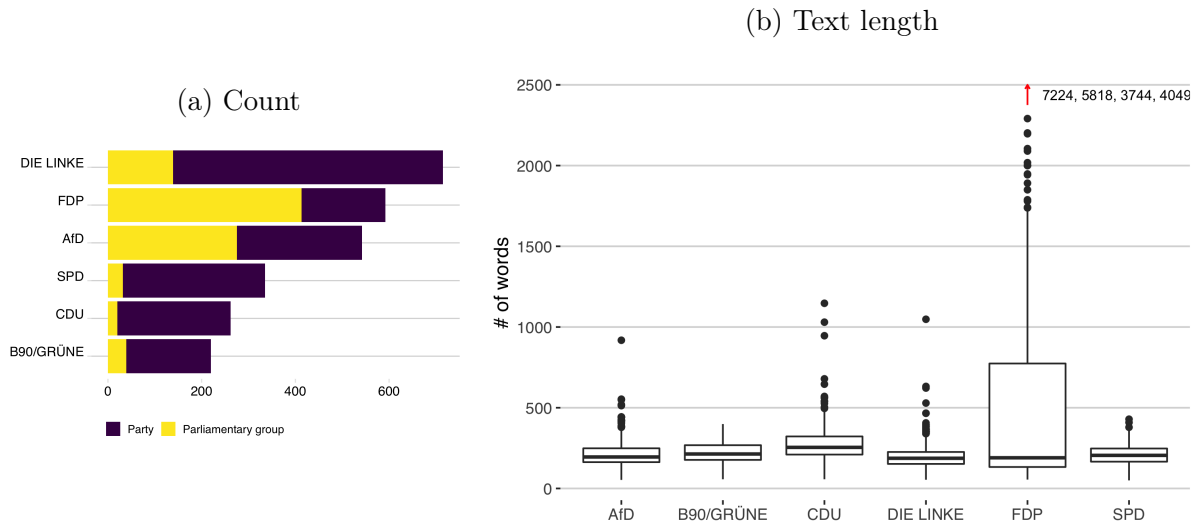 (a) Count
DIE LINKE
FDP
AfD
SPD
CDU
B90/GRÜNE
0 200 400 600
Party Parliamentary group
(b) Text length
# of words
2500
2000
1500
1000
500
0
7224, 5818, 3744, 4049
AfD B90/GRÜNE CDU DIE LINKE FDP SPD